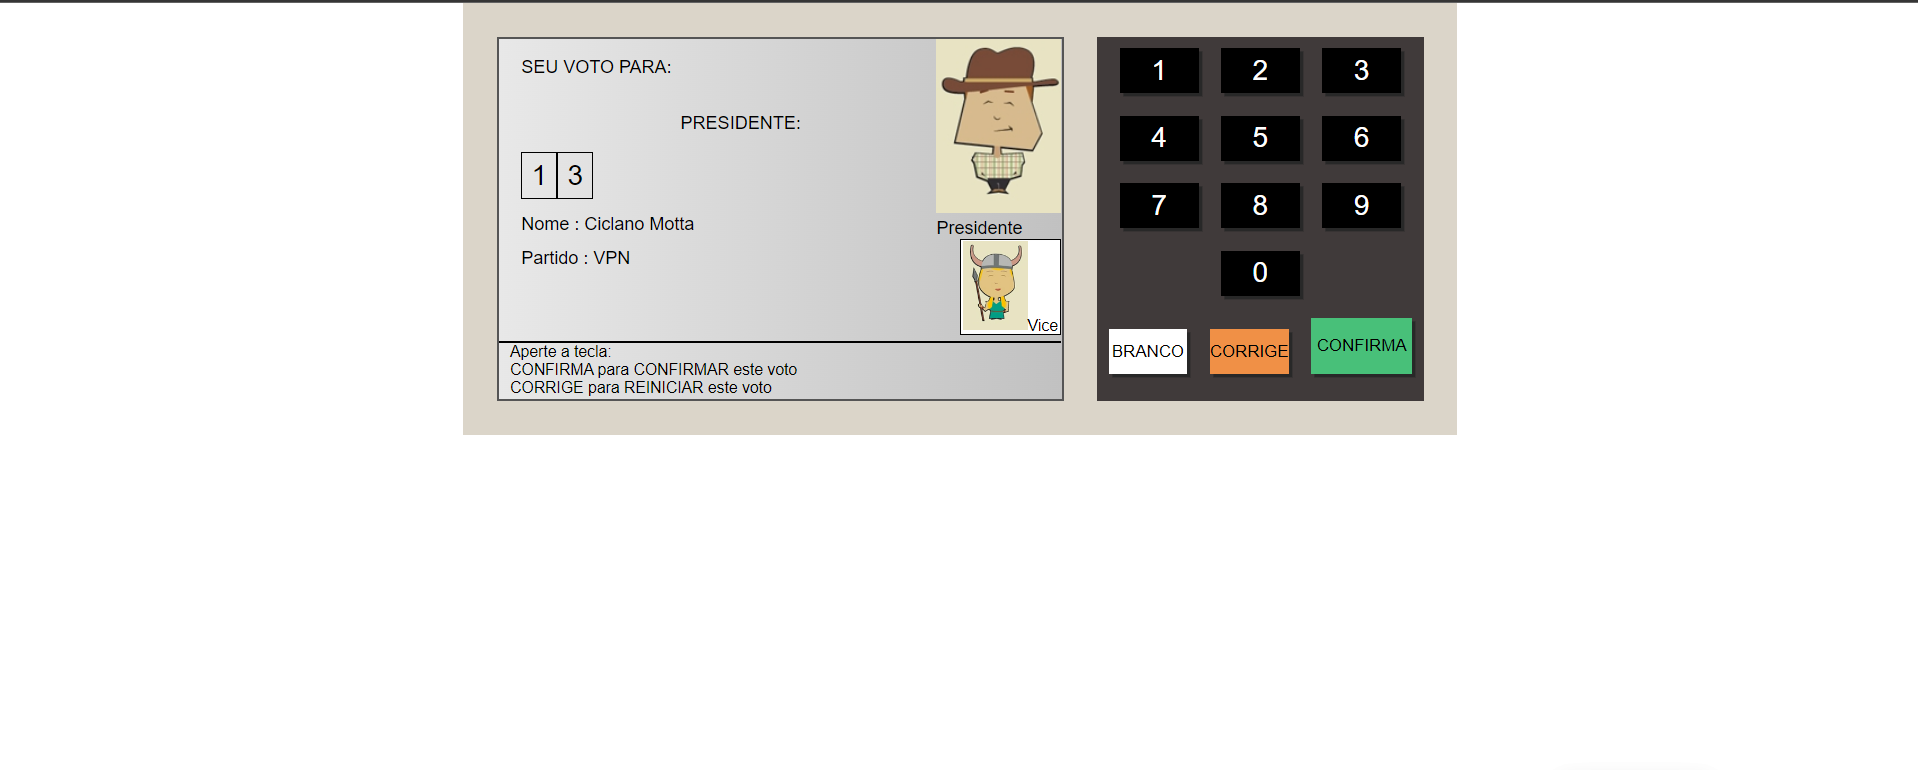 SEU VOTO PARA:
PRESIDENTE:
1 3
Nome : Ciclano Motta
Partido : VPN
Presidente
Vice
Aperte a tecla:
CONFIRMA para CONFIRMAR este voto
CORRIGE para REINICIAR este voto
1 2 3
4 5 6
7 8 9
0
BRANCO CORRIGE CONFIRMA